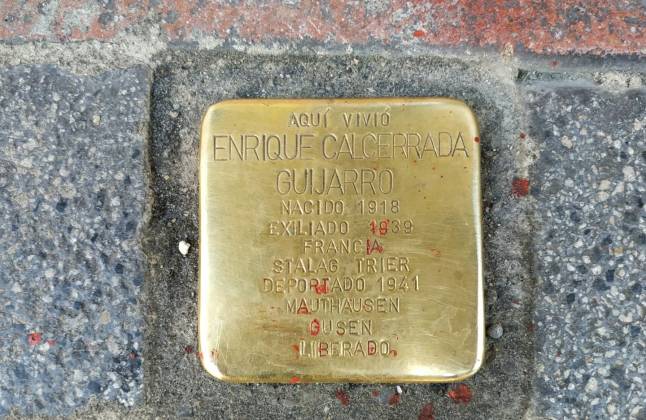 AQUÍ VIVIÓ
ENRIQUE CALCERRADA
GUIJARRO
NACIDO 1918
EXILIADO 1939
FRANCIA
STALAG TRIER
DEPORTADO 1941
MAUTHAUSEN
GUSEN
LIBERADO